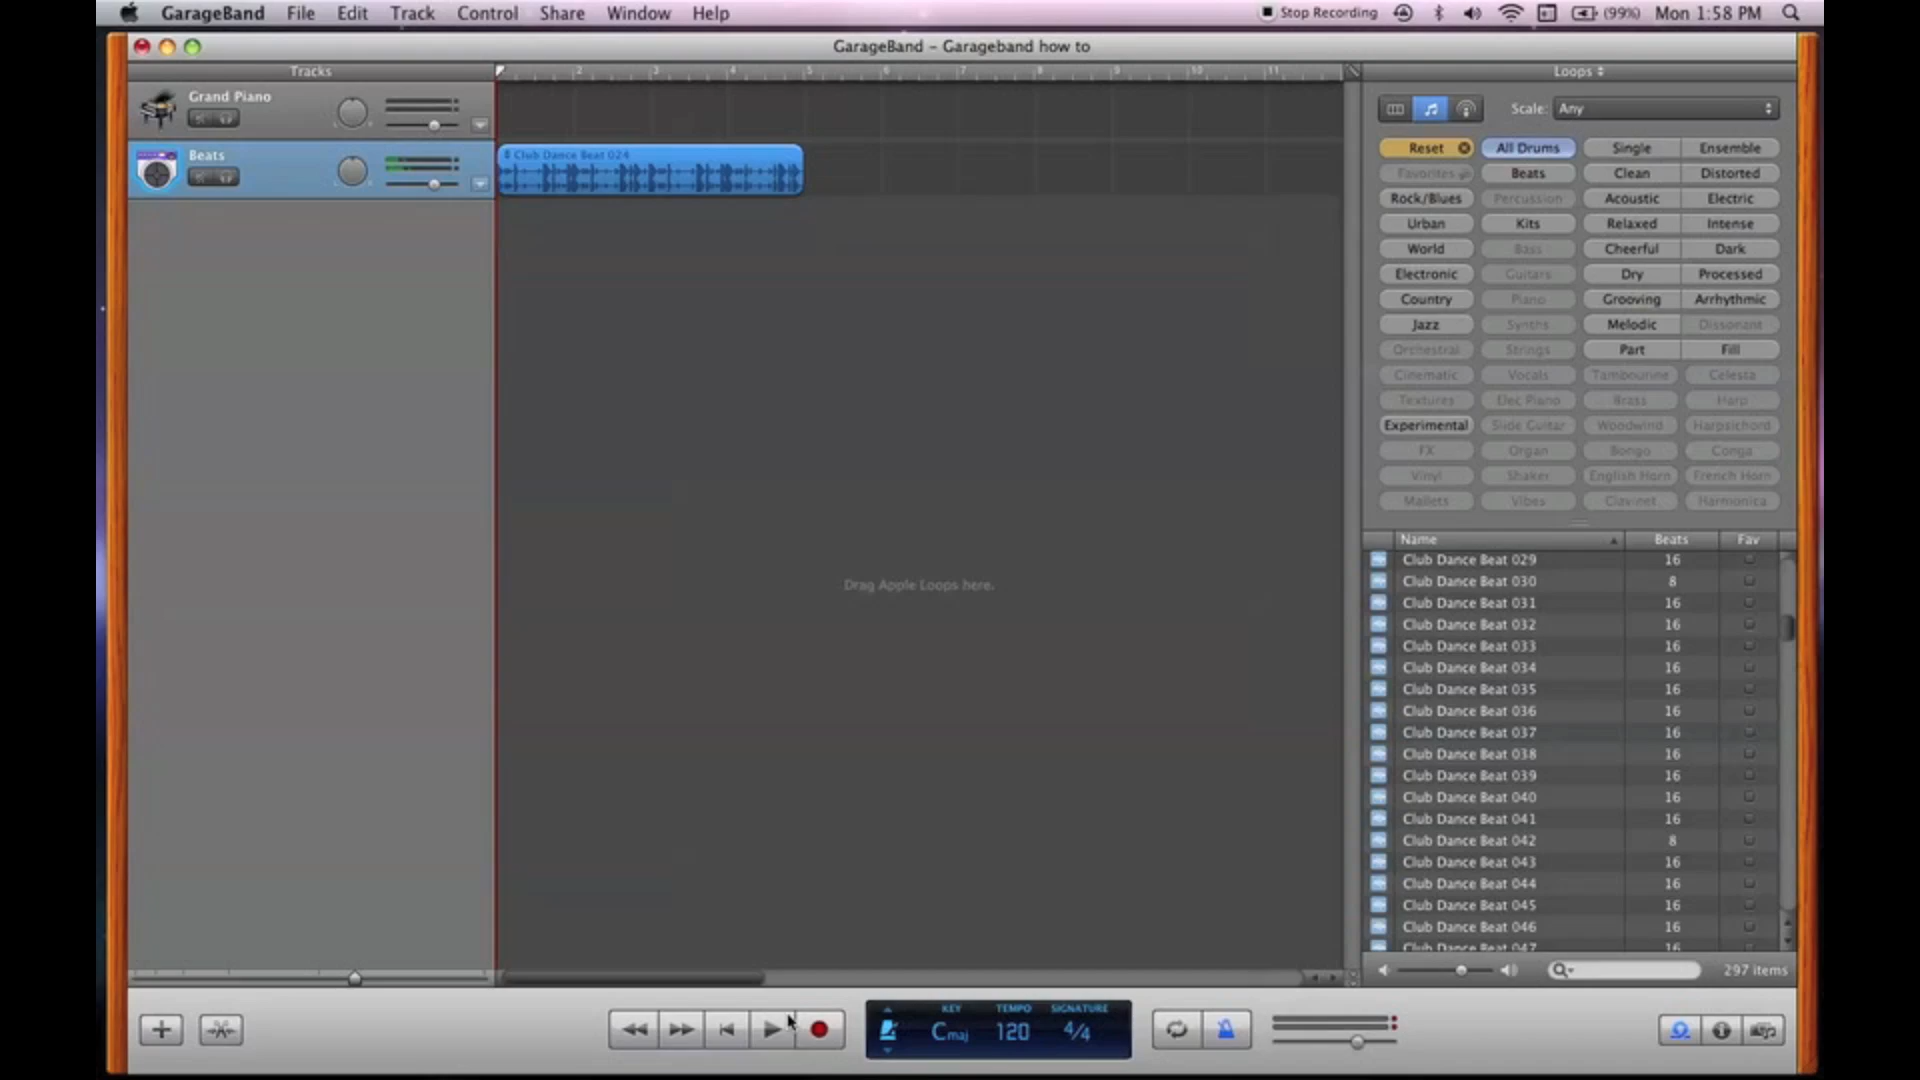 GarageBand File Edit Track Control Share Window Help Stop Recording (99%) Mon 1:58 PM
GarageBand – Garageband how to
Tracks 2 3 4 5 6 7 8 9 10 11 Loops
Grand Piano
Scale: Any
Beats
Club Dance Beat 024
Reset All Drums Single Ensemble
Favorites Beats Clean Distorted
Rock/Blues Percussion Acoustic Electric
Urban Kits Relaxed Intense
World Bass Cheerful Dark
Electronic Guitars Dry Processed
Country Piano Grooving Arrhythmic
Jazz Synths Melodic Dissonant
Orchestral Strings Part Fill
Cinematic Vocals Tambourine Celesta
Textures Elec Piano Brass Harp
Experimental Slide Guitar Woodwind Harpsichord
FX Organ Bongo Conga
Vinyl Shaker English Horn French Horn
Mallets Vibes Clavinet Harmonica
Name Beats Fav
Club Dance Beat 029 16
Club Dance Beat 030 8
Club Dance Beat 031 16
Club Dance Beat 032 16
Club Dance Beat 033 16
Club Dance Beat 034 16
Club Dance Beat 035 16
Club Dance Beat 036 16
Club Dance Beat 037 16
Club Dance Beat 038 16
Club Dance Beat 039 16
Club Dance Beat 040 16
Club Dance Beat 041 16
Club Dance Beat 042 8
Club Dance Beat 043 16
Club Dance Beat 044 16
Club Dance Beat 045 16
Club Dance Beat 046 16
Club Dance Beat 047 16
Drag Apple Loops here.
297 items
KEY TEMPO SIGNATURE
Cmaj 120 4/4